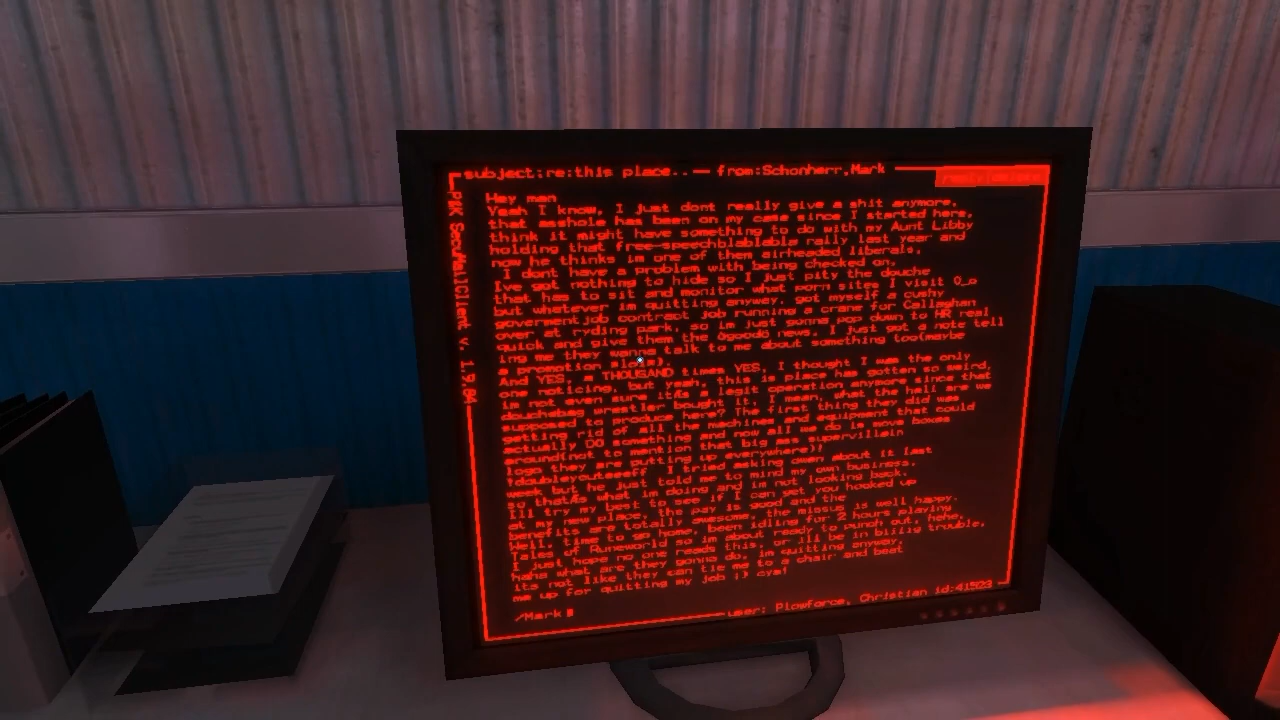 subject:re:this place.. — from:Schonherr,Mark
Hey man
Yeah I know, I just dont really give a shit anymore,
that asshole has been on my case since I started here,
think it might have something to do with my Aunt Libby
holding that free-speechblablabla rally last year and
now he thinks im one of them airheaded liberals.
I dont have a problem with being checked on,
Ive got nothing to hide so I just pity the douche
that has to sit and monitor what porn sites I visit O_o
but whatever im quitting anyway, got myself a cushy
goverment job contract job running a crane for Callaghan
over at ryding park, so im just gonna pop down to HR real
quick and give them the ögoodö news. I just got a note tell
ing me they wanna talk to me about something too(maybe
a promotion
And YES, a THOUSAND times YES, I thought I was the only
one noticing, but yeah, this is place has gotten so weird,
im not even sure itÄs a legit operation anymore since that
douchebag wrestler bought it. I mean, what the hell are we
supposed to produce here? The first thing they did was
getting rid of all the machines and equipment that could
actually DO something and now all we do is move boxes
around(not to mention that big ass supervillain
logo they are putting up everywhere)?
!doubleyouteeff I tried asking owen about it last
week but he just told me to mind my own business.
so thatÄs what im doing and im not looking back.
Ill try my best to see if I can get you hooked up
at my new place, the pay is good and the
benefits are totally awesome, the missus is well happy.
Well, time to go home, been idling for 2 hours playing
Tales of Runeworld so im about ready to punch out, hehe.
I just hope no one reads this, or ill be in biiig trouble,
haha what are they gonna do, im quitting anyway,
its not like they can tie me to a chair and beat
me up for quitting my job ;) cya!
/Mark
user: Plowforce, Christian id:41523